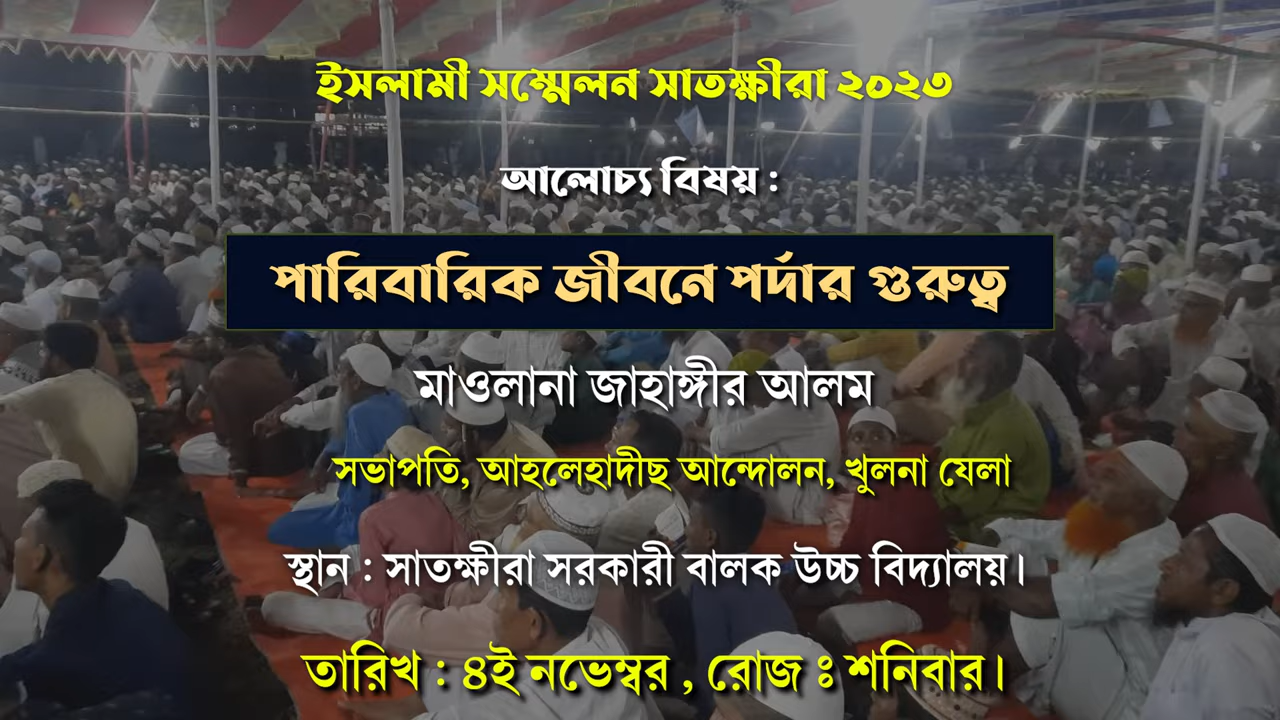 ইসলামী সম্মেলন সাতক্ষীরা ২০২৩
আলোচ্য বিষয় :
পারিবারিক জীবনে পর্দার গুরুত্ব
মাওলানা জাহাঙ্গীর আলম
সভাপতি, আহলেহাদীছ আন্দোলন, খুলনা যেলা
স্থান : সাতক্ষীরা সরকারী বালক উচ্চ বিদ্যালয়।
তারিখ : ৪ই নভেম্বর , রোজ ঃ শনিবার।